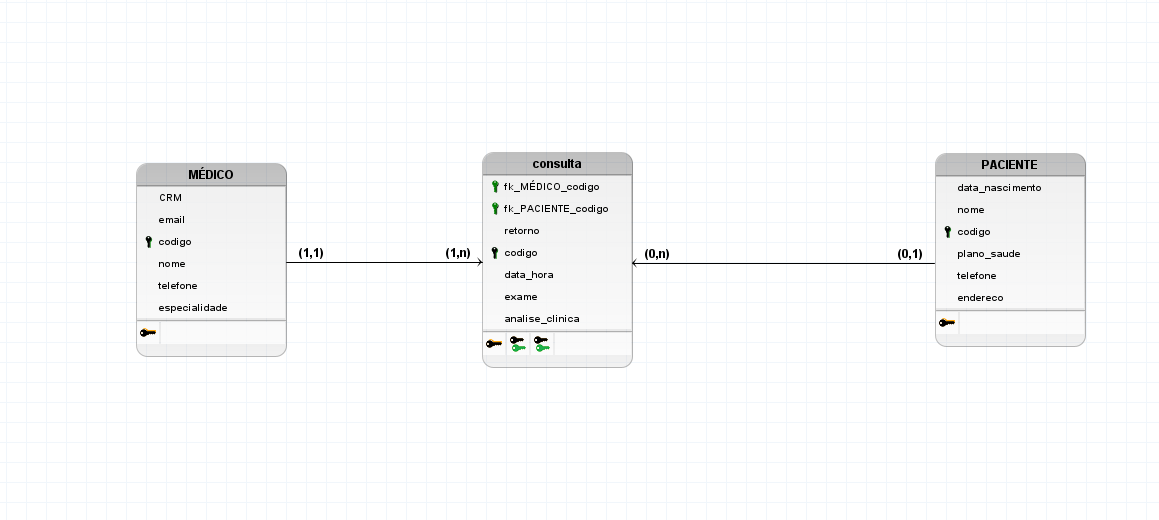 MÉDICO
CRM
email
codigo
nome
telefone
especialidade
(1,1)
(1,n)
consulta
fk_MÉDICO_codigo
fk_PACIENTE_codigo
retorno
codigo
data_hora
exame
analise_clinica
(0,n)
(0,1)
PACIENTE
data_nascimento
nome
codigo
plano_saude
telefone
endereco